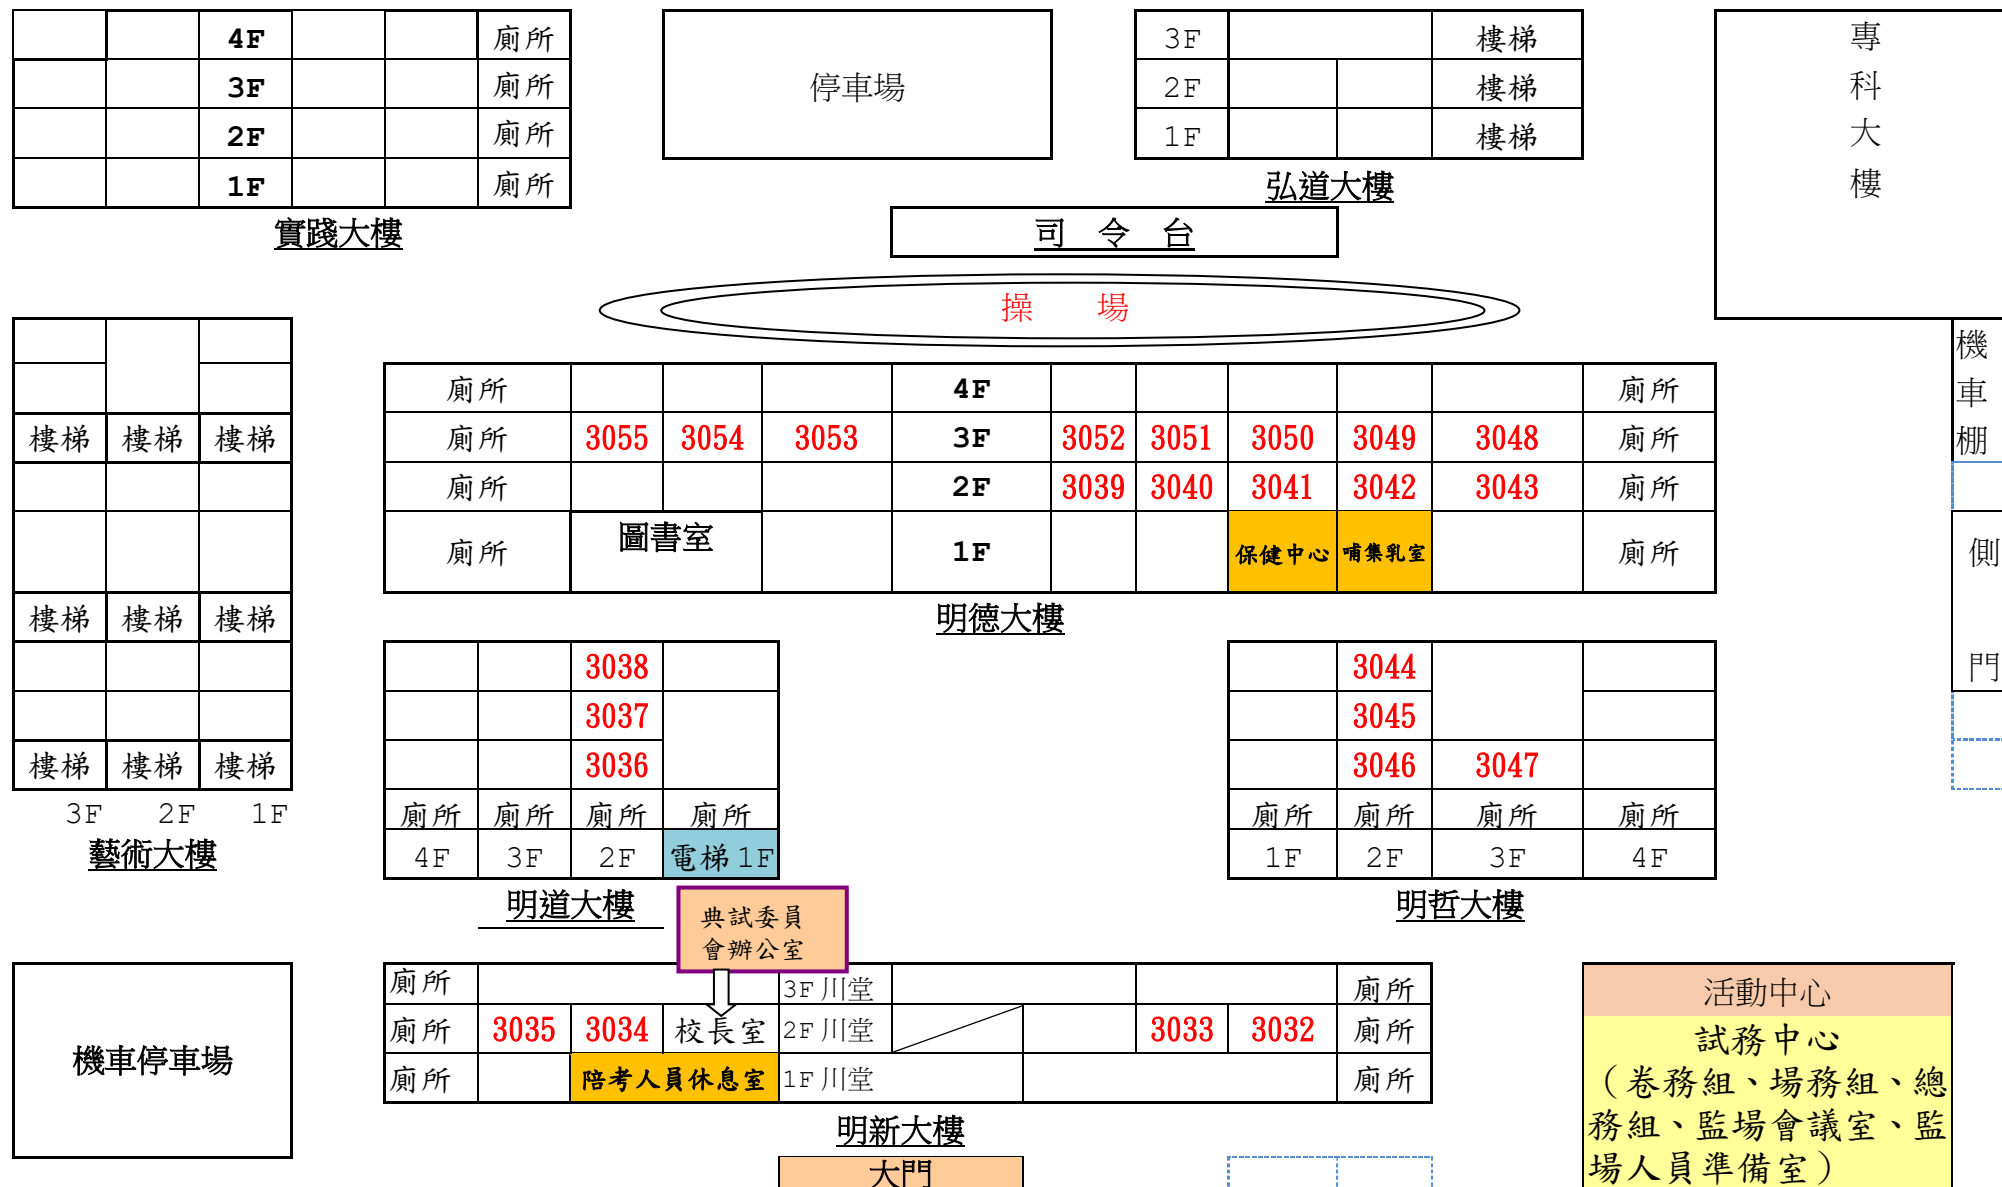 4F 廁所
3F 廁所
2F 廁所
1F 廁所
實踐大樓
停車場
3F 樓梯
2F 樓梯
1F 樓梯
弘道大樓
專
科
大
樓
司 令 台
操 場
機
車
棚
側
門
樓梯 樓梯 樓梯
樓梯 樓梯 樓梯
樓梯 樓梯 樓梯
3F 2F 1F
藝術大樓
廁所 4F 廁所
廁所 3055 3054 3053 3F 3052 3051 3050 3049 3048 廁所
廁所 2F 3039 3040 3041 3042 3043 廁所
廁所 圖書室 1F 保健中心 哺集乳室 廁所
明德大樓
3038
3037
3036
廁所 廁所 廁所 廁所
4F 3F 2F 電梯1F
明道大樓
3044
3045
3046 3047
廁所 廁所 廁所 廁所
1F 2F 3F 4F
明哲大樓
典試委員
會辦公室
機車停車場
廁所 3F川堂 廁所
廁所 3035 3034 校長室 2F川堂 3033 3032 廁所
廁所 陪考人員休息室 1F川堂 廁所
明新大樓
大門
活動中心
試務中心
（卷務組、場務組、總
務組、監場會議室、監
場人員準備室）